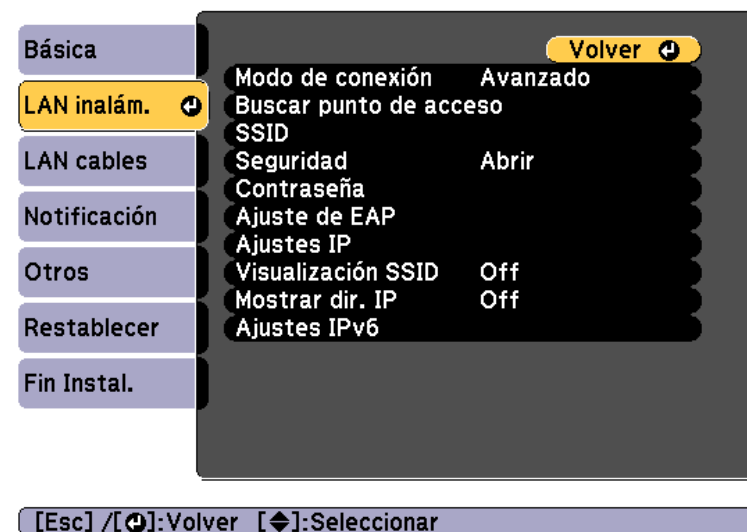 Básica
LAN inalám.
LAN cables
Notificación
Otros
Restablecer
Fin Instal.
Volver
Modo de conexión Avanzado
Buscar punto de acceso
SSID
Seguridad Abrir
Contraseña
Ajuste de EAP
Ajustes IP
Visualización SSID Off
Mostrar dir. IP Off
Ajustes IPv6
[Esc] /[⏎]:Volver [◆]:Seleccionar